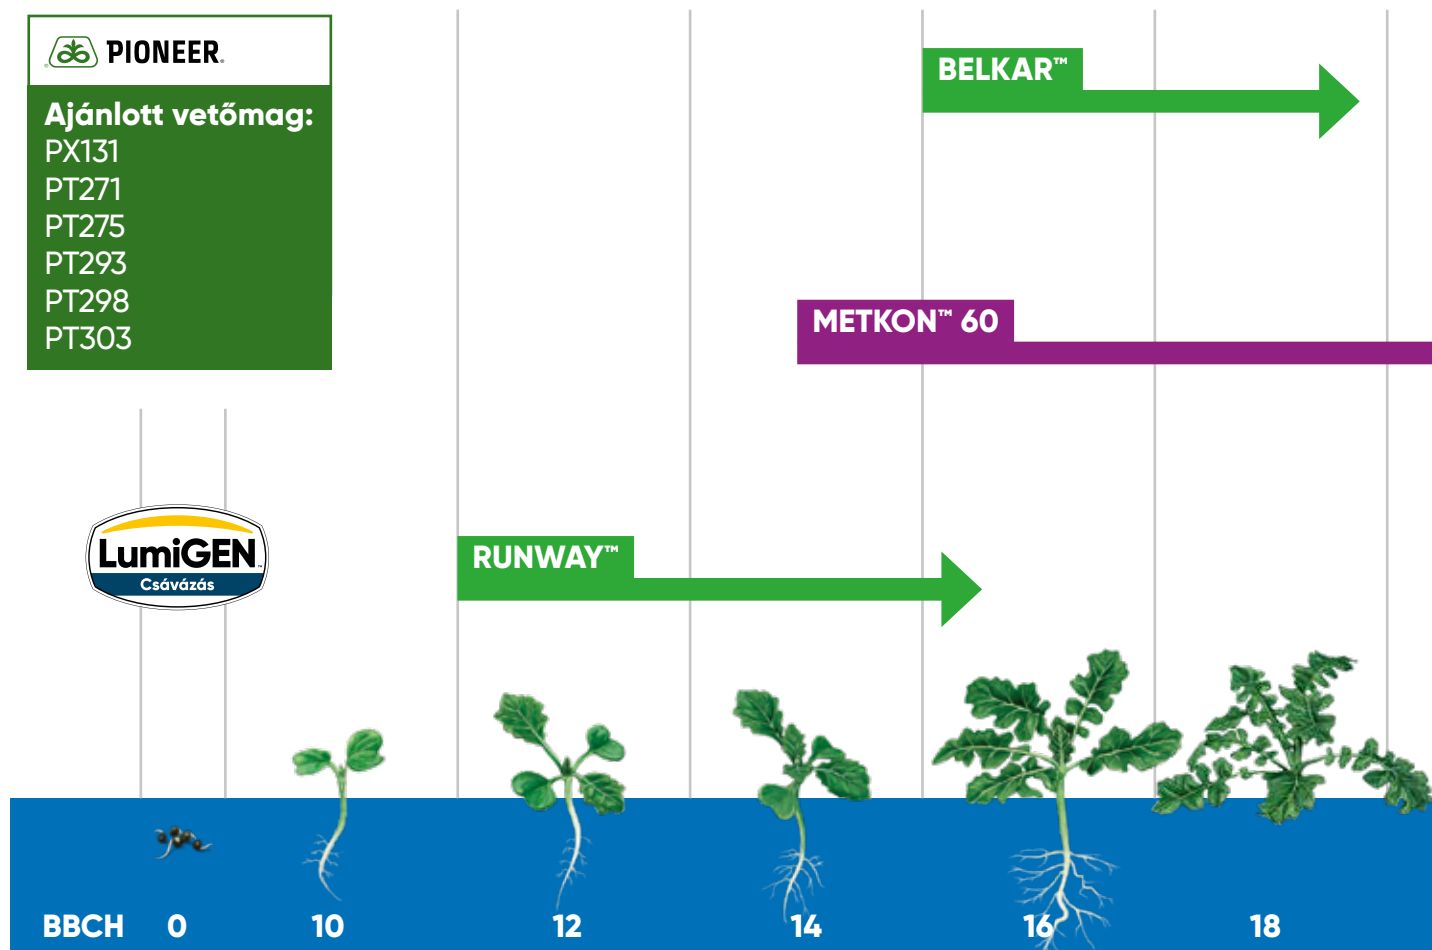 PIONEER®
Ajánlott vetőmag:
PX131
PT271
PT275
PT293
PT298
PT303
BELKAR™
METKON™ 60
LumiGEN™
Csávázás
RUNWAY™
BBCH 0 10 12 14 16 18